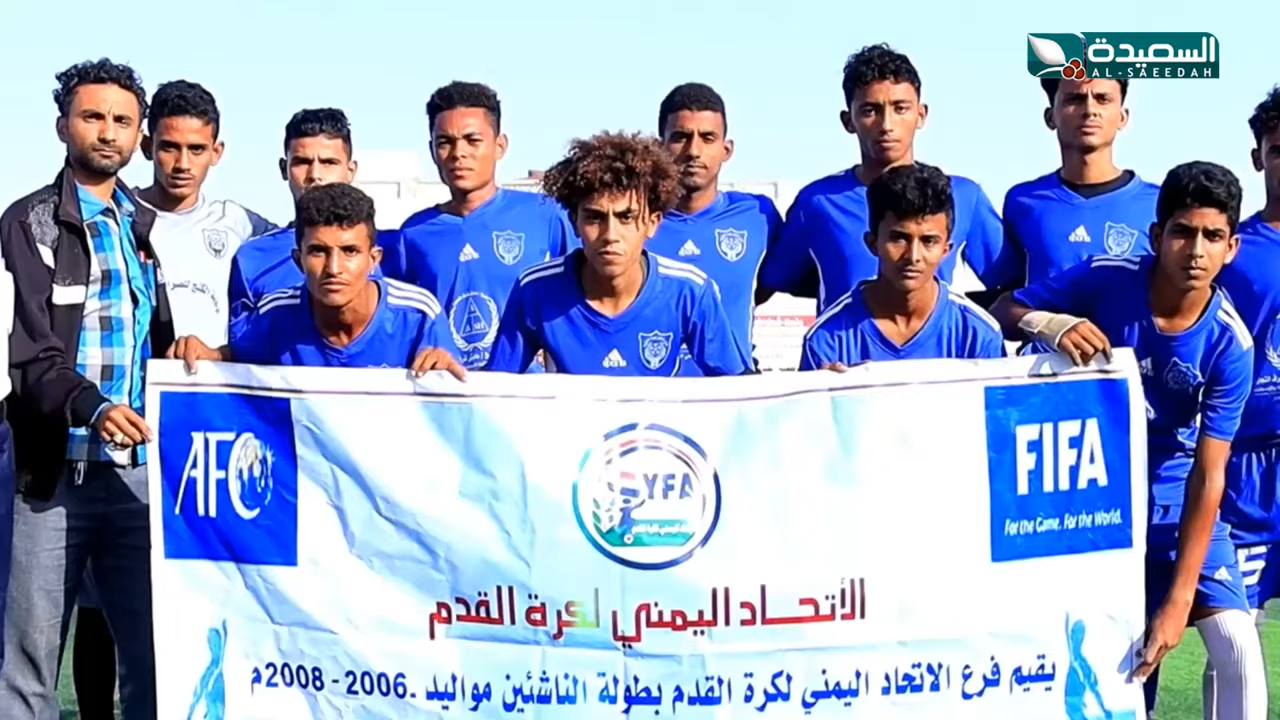 السعيدة
AL-SAEEDAH
AFC
YFA
FIFA
For the Game. For the World.
الأتحاد اليمني لكرة القدم
يقيم فرع الاتحاد اليمني لكرة القدم بطولة الناشئين مواليد .2006 - 2008م